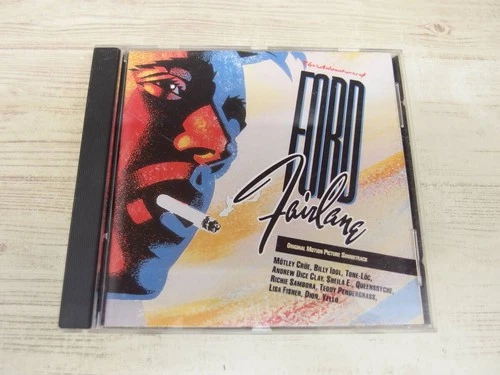 The Adventures of
FORD
Fairlane
ORIGINAL MOTION PICTURE SOUNDTRACK
MÖTLEY CRÜE, BILLY IDOL, TONE-LŌC,
ANDREW DICE CLAY, SHEILA E., QUEENSRŸCHE,
RICHIE SAMBORA, TEDDY PENDERGRASS,
LISA FISHER, DION, YELLO